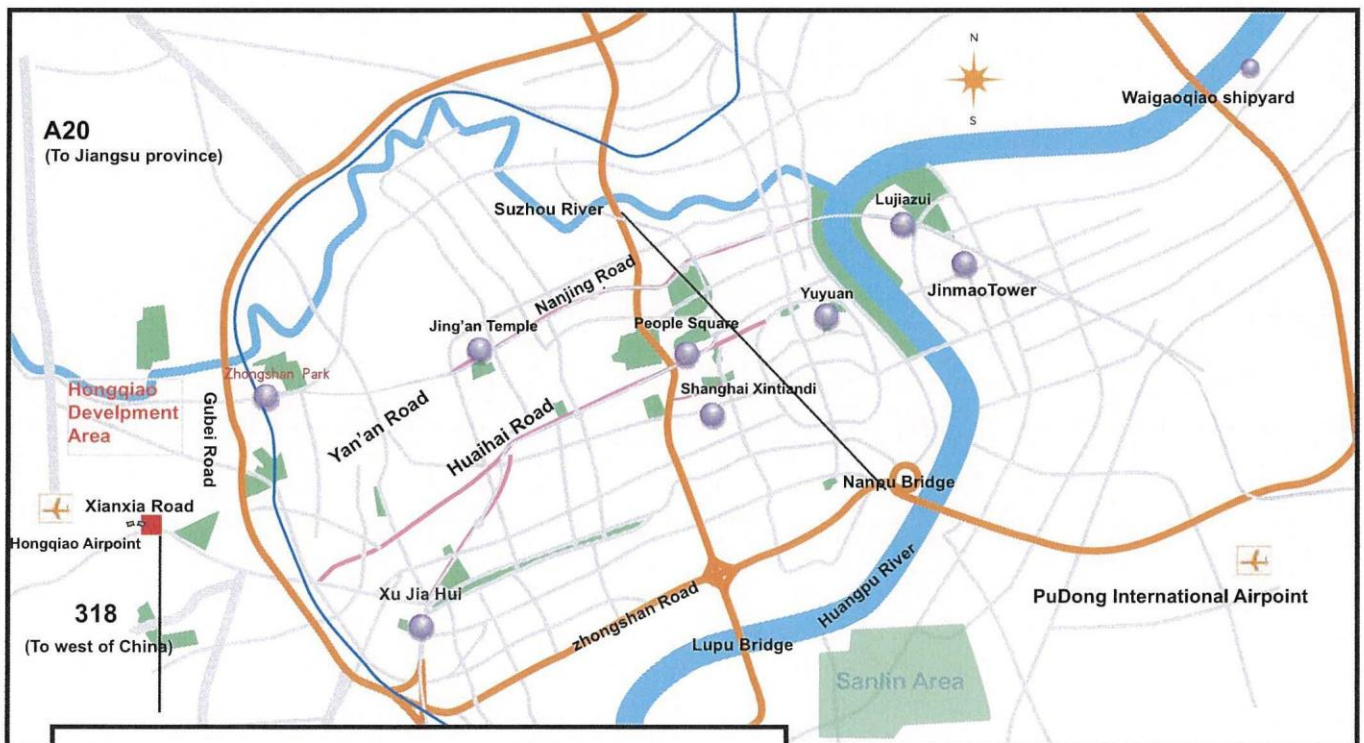 N
Waigaoqiao shipyard
S
A20
(To Jiangsu province)
Suzhou River
Lujiazui
Nanjing Road
JinmaoTower
Yuyuan
Jing'an Temple
People Square
Zhongshan Park
Hongqiao
Develpment
Area
Gubei Road
Yan'an Road
Huaihai Road
Shanghai Xintiandi
Nanpu Bridge
Xianxia Road
Hongqiao Airpoint
Xu Jia Hui
318
(To west of China)
zhongshan Road
Huangpu River
PuDong International Airpoint
Lupu Bridge
Sanlin Area